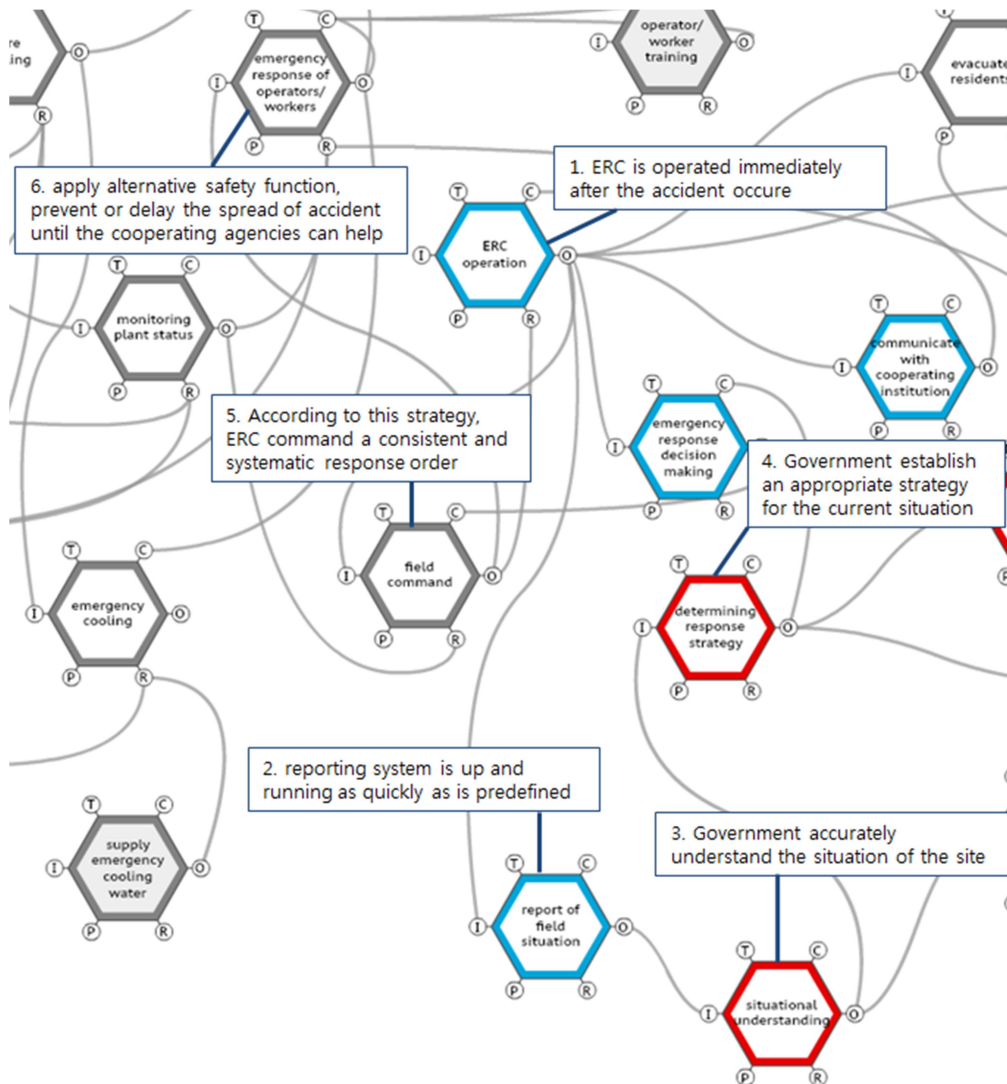 re
ing
O
R
T
C
emergency
response of
operators/
workers
I
O
P
R
operator/
worker
training
I
O
P
R
T
evacuate
residents
I
P
6. apply alternative safety function,
prevent or delay the spread of accident
until the cooperating agencies can help
1. ERC is operated immediately
after the accident occure
T
C
ERC
operation
I
O
P
R
T
C
monitoring
plant status
I
O
P
R
T
C
communicate
with
cooperating
institution
I
O
P
R
5. According to this strategy,
ERC command a consistent and
systematic response order
T
C
emergency
response
decision
making
I
P
R
4. Government establish
an appropriate strategy
for the current situation
T
C
field
command
I
O
P
R
T
C
emergency
cooling
I
O
P
R
T
C
determining
response
strategy
I
O
P
R
2. reporting system is up and
running as quickly as is predefined
3. Government accurately
understand the situation of the site
T
C
supply
emergency
cooling
water
I
O
P
R
T
C
report of
field
situation
I
O
P
R
T
C
situational
understanding
I
O
P
R